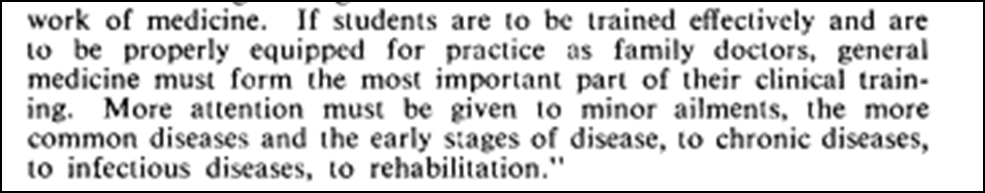 work of medicine. If students are to be trained effectively and are
to be properly equipped for practice as family doctors, general
medicine must form the most important part of their clinical train-
ing. More attention must be given to minor ailments, the more
common diseases and the early stages of disease, to chronic diseases,
to infectious diseases, to rehabilitation."